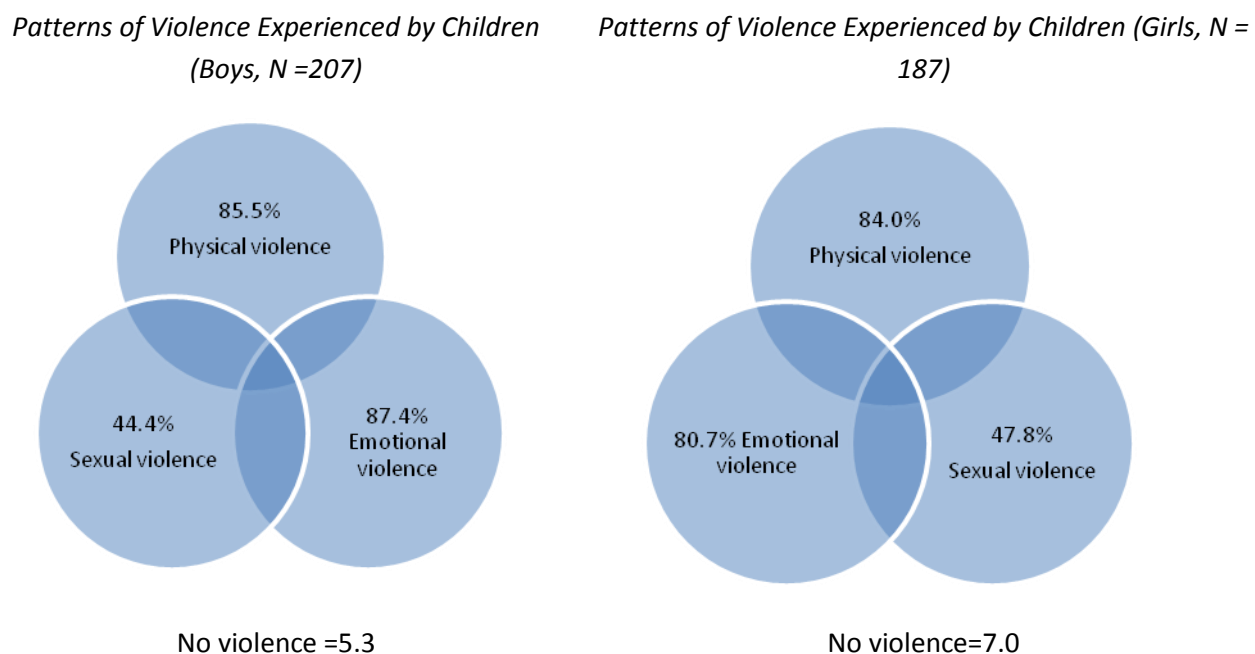 Patterns of Violence Experienced by Children
(Boys, N =207)
85.5%
Physical violence
44.4%
Sexual violence
87.4%
Emotional
violence
No violence =5.3
Patterns of Violence Experienced by Children (Girls, N =
187)
84.0%
Physical violence
80.7% Emotional
violence
47.8%
Sexual violence
No violence=7.0